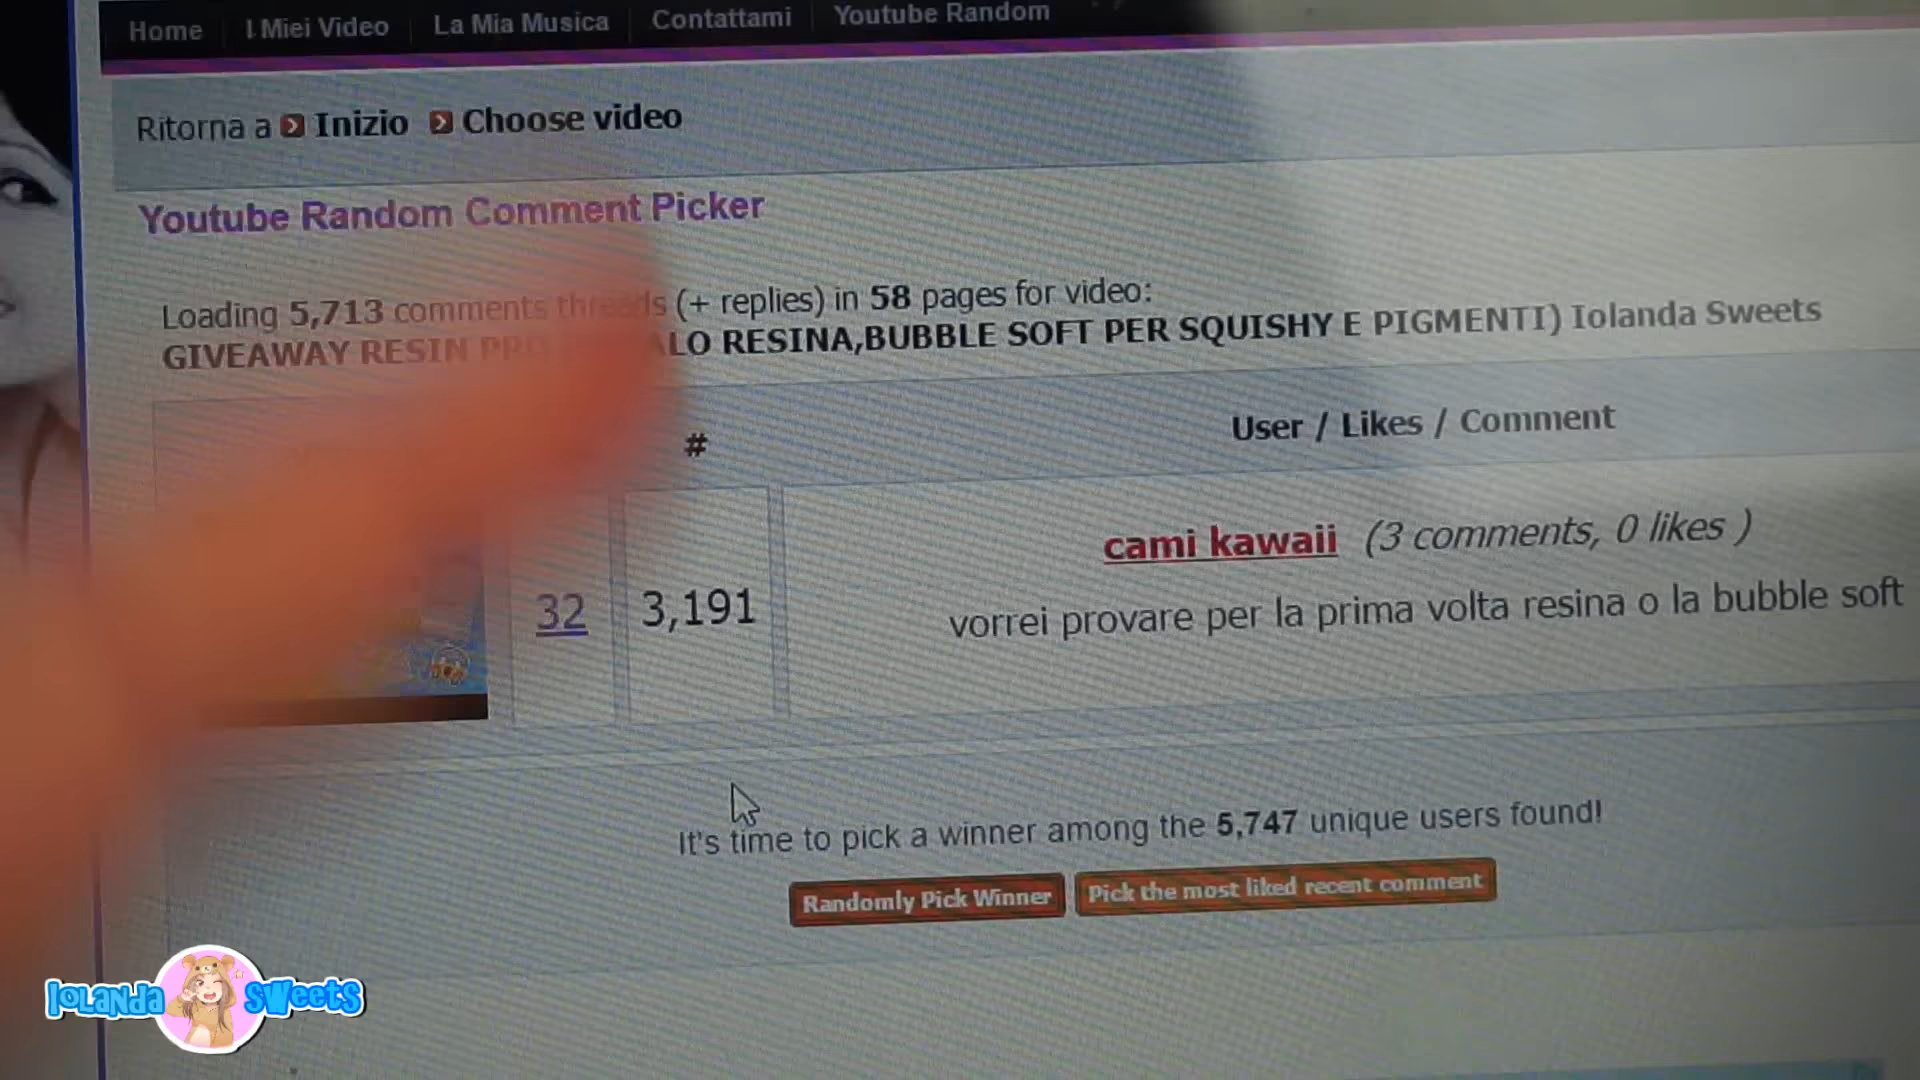 Home I Miei Video La Mia Musica Contattami Youtube Random
Ritorna a Inizio Choose video
Youtube Random Comment Picker
Loading 5,713 comments threads (+ replies) in 58 pages for video:
GIVEAWAY RESIN LO RESINA,BUBBLE SOFT PER SQUISHY E PIGMENTI) Iolanda Sweets
# User / Likes / Comment
cami kawaii (3 comments, 0 likes )
32 3,191 vorrei provare per la prima volta resina o la bubble soft
It's time to pick a winner among the 5,747 unique users found!
Randomly Pick Winner Pick the most liked recent comment
IOLANDA SWEETS